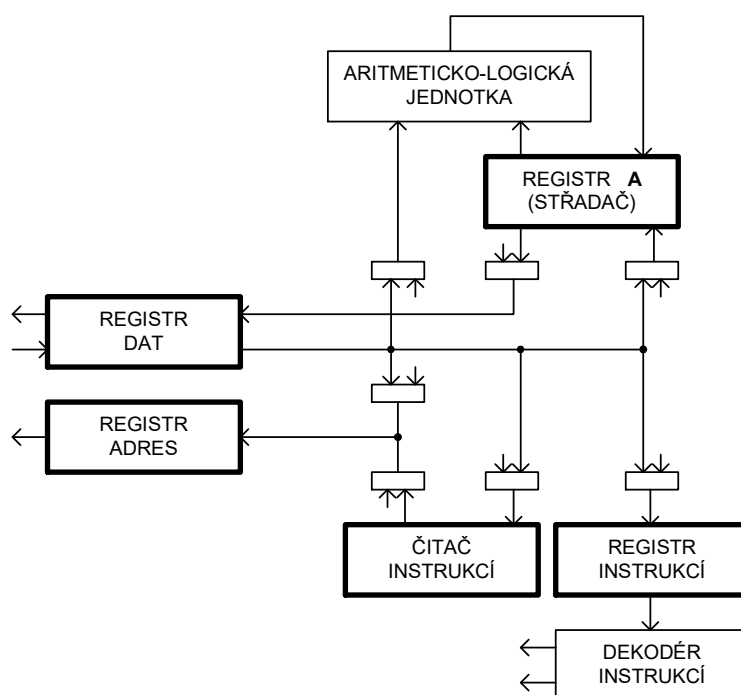 ARITMETICKO-LOGICKÁ
JEDNOTKA
REGISTR A
(STŘADAČ)
REGISTR
DAT
REGISTR
ADRES
ČITAČ
INSTRUKCÍ
REGISTR
INSTRUKCÍ
DEKODÉR
INSTRUKCÍ